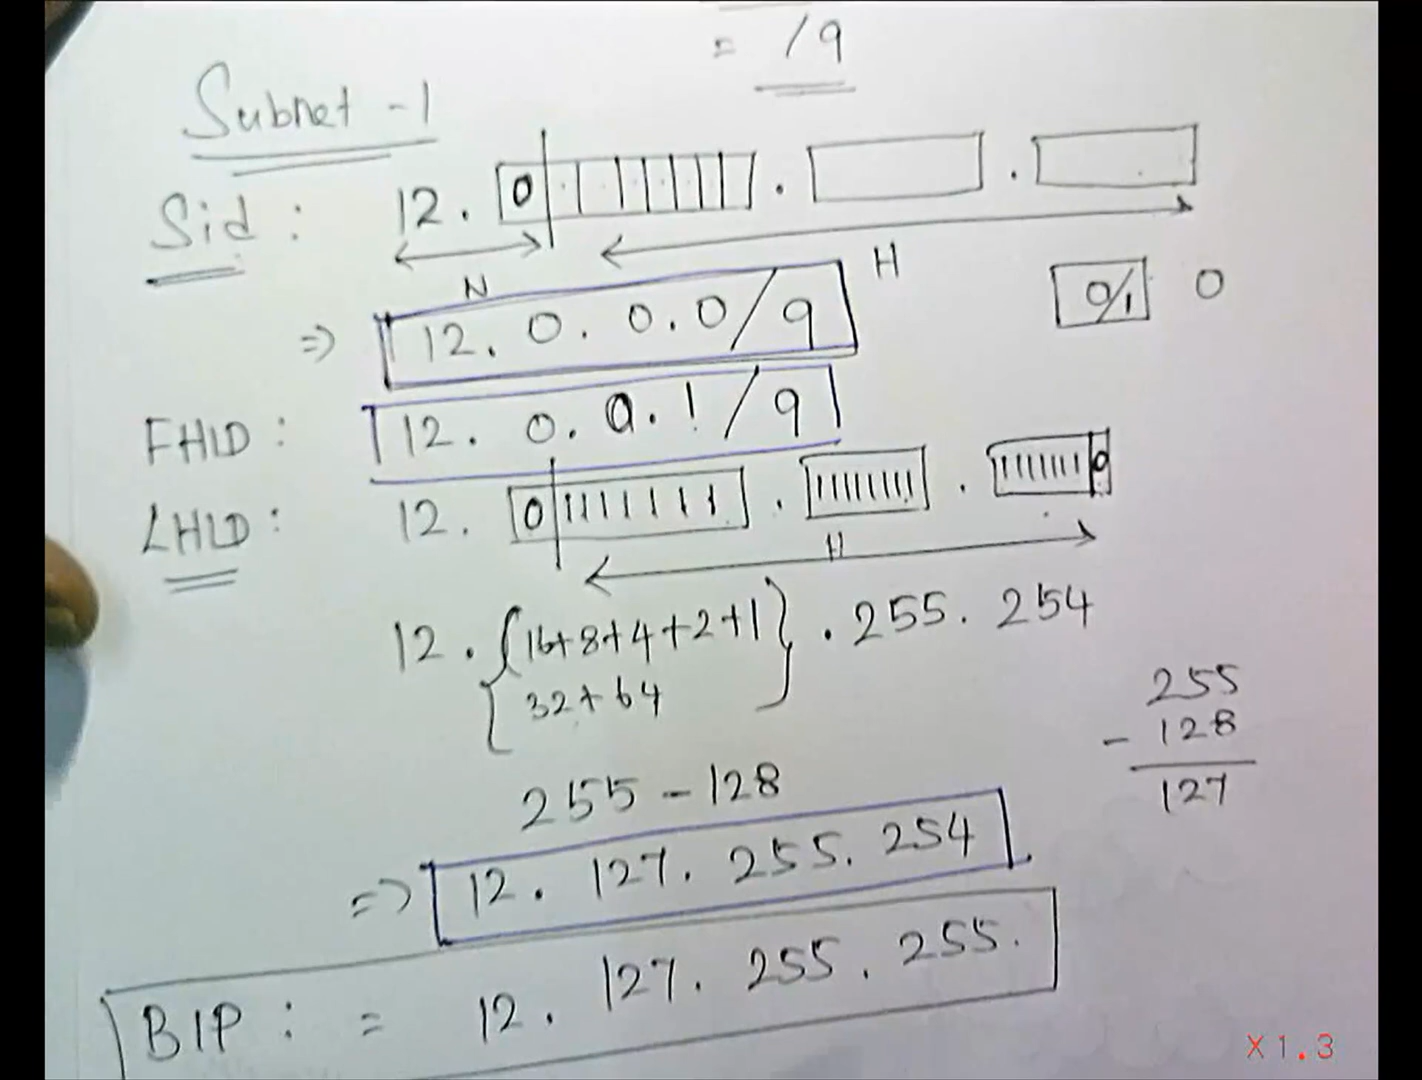 = /9
Subnet -1
Sid : 12. 0 . .
N H
0/1 0
=> 12. 0. 0.0/9
FHID : 12. 0. 0.1/9
LHID : 12. 0 1111111 . 11111111 . 1111111 0
H
12. {16+8+4+2+1 32+64} . 255. 254
255 - 128
255
- 128
127
=> 12. 127. 255. 254
BIP : = 12. 127. 255. 255.
X1.3